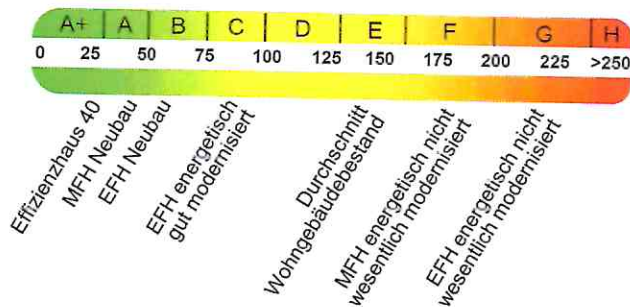 A+ A B C D E F G H
0 25 50 75 100 125 150 175 200 225 >250
Effizienzhaus 40
MFH Neubau
EFH Neubau
EFH energetisch
gut modernisiert
Durchschnitt
Wohngebäudebestand
MFH energetisch nicht
wesentlich modernisiert
EFH energetisch nicht
wesentlich modernisiert